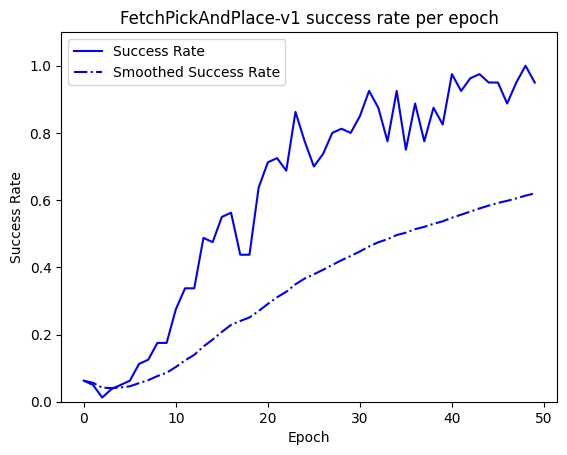 FetchPickAndPlace-v1 success rate per epoch
Success Rate
Smoothed Success Rate
1.0
0.8
0.6
0.4
0.2
0.0
Success Rate
0 10 20 30 40 50
Epoch